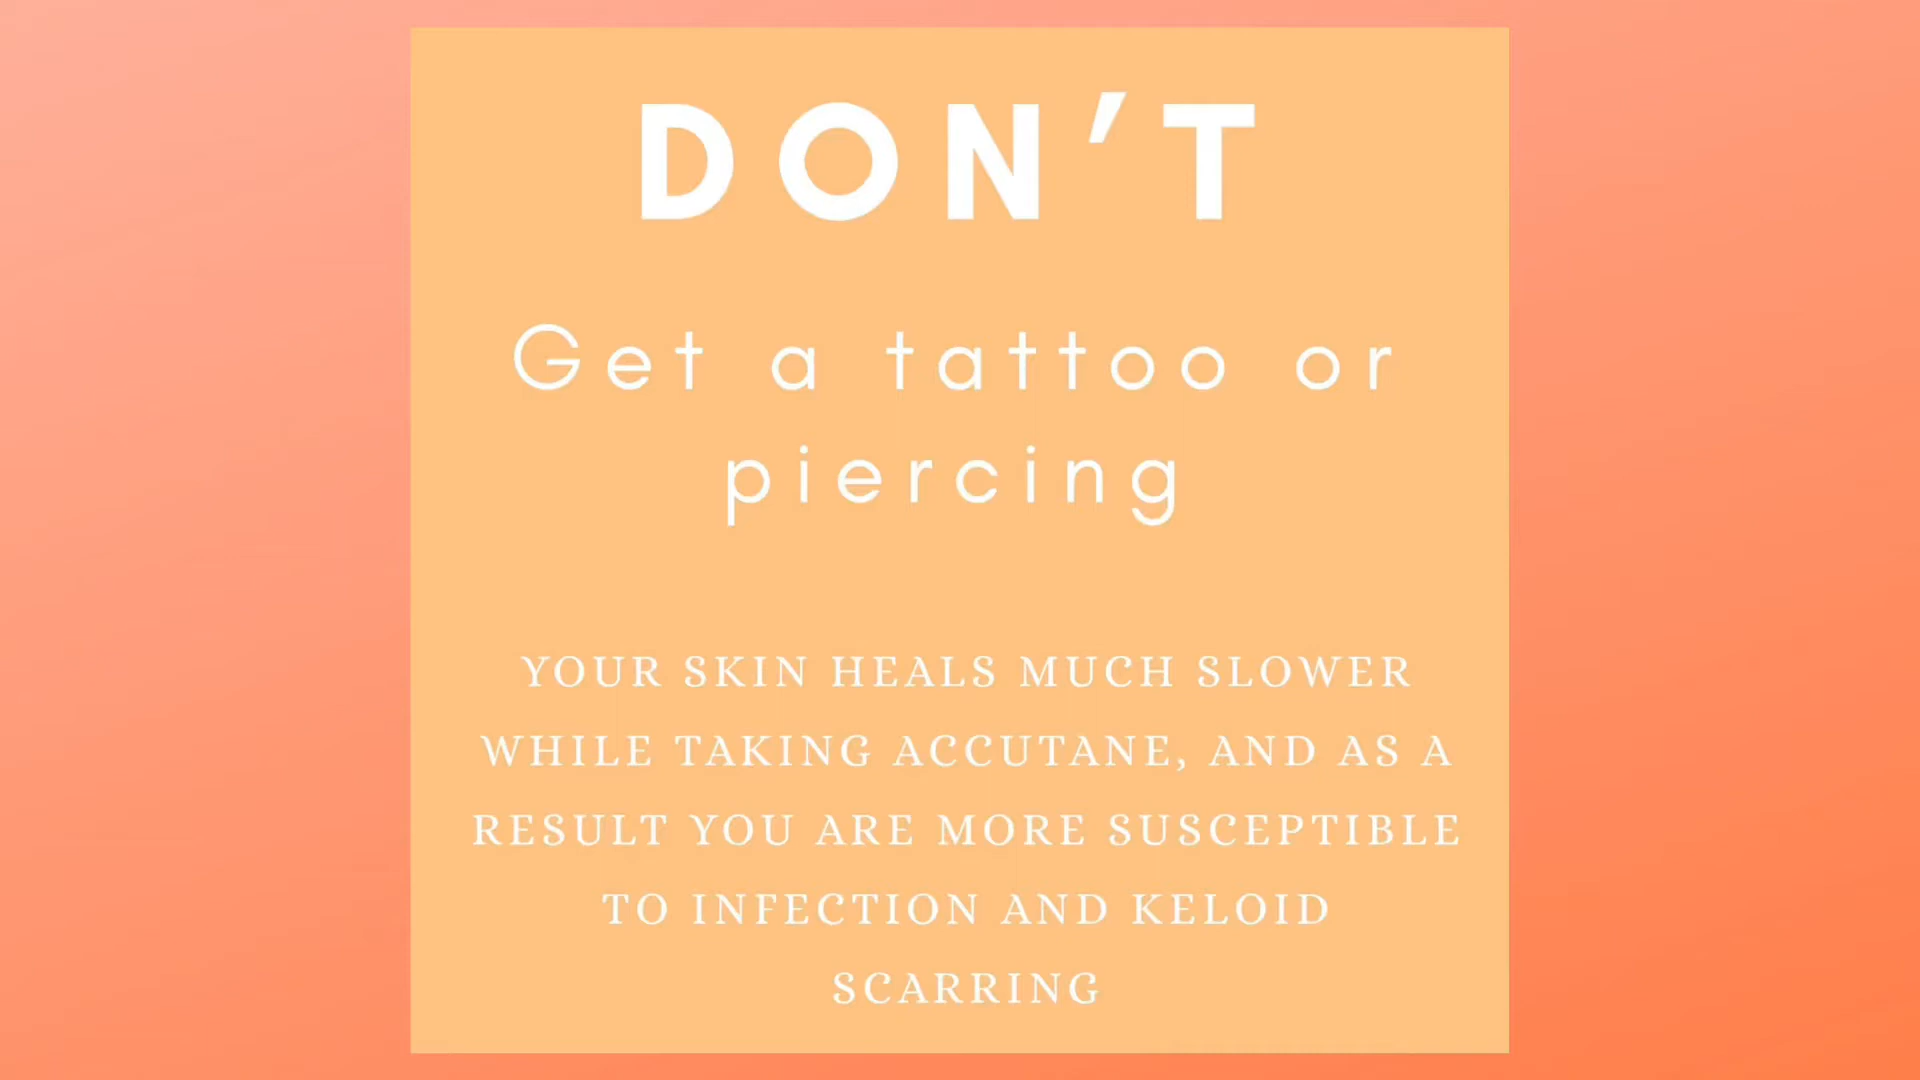 DON'T
Get a tattoo or
piercing
YOUR SKIN HEALS MUCH SLOWER
WHILE TAKING ACCUTANE, AND AS A
RESULT YOU ARE MORE SUSCEPTIBLE
TO INFECTION AND KELOID
SCARRING